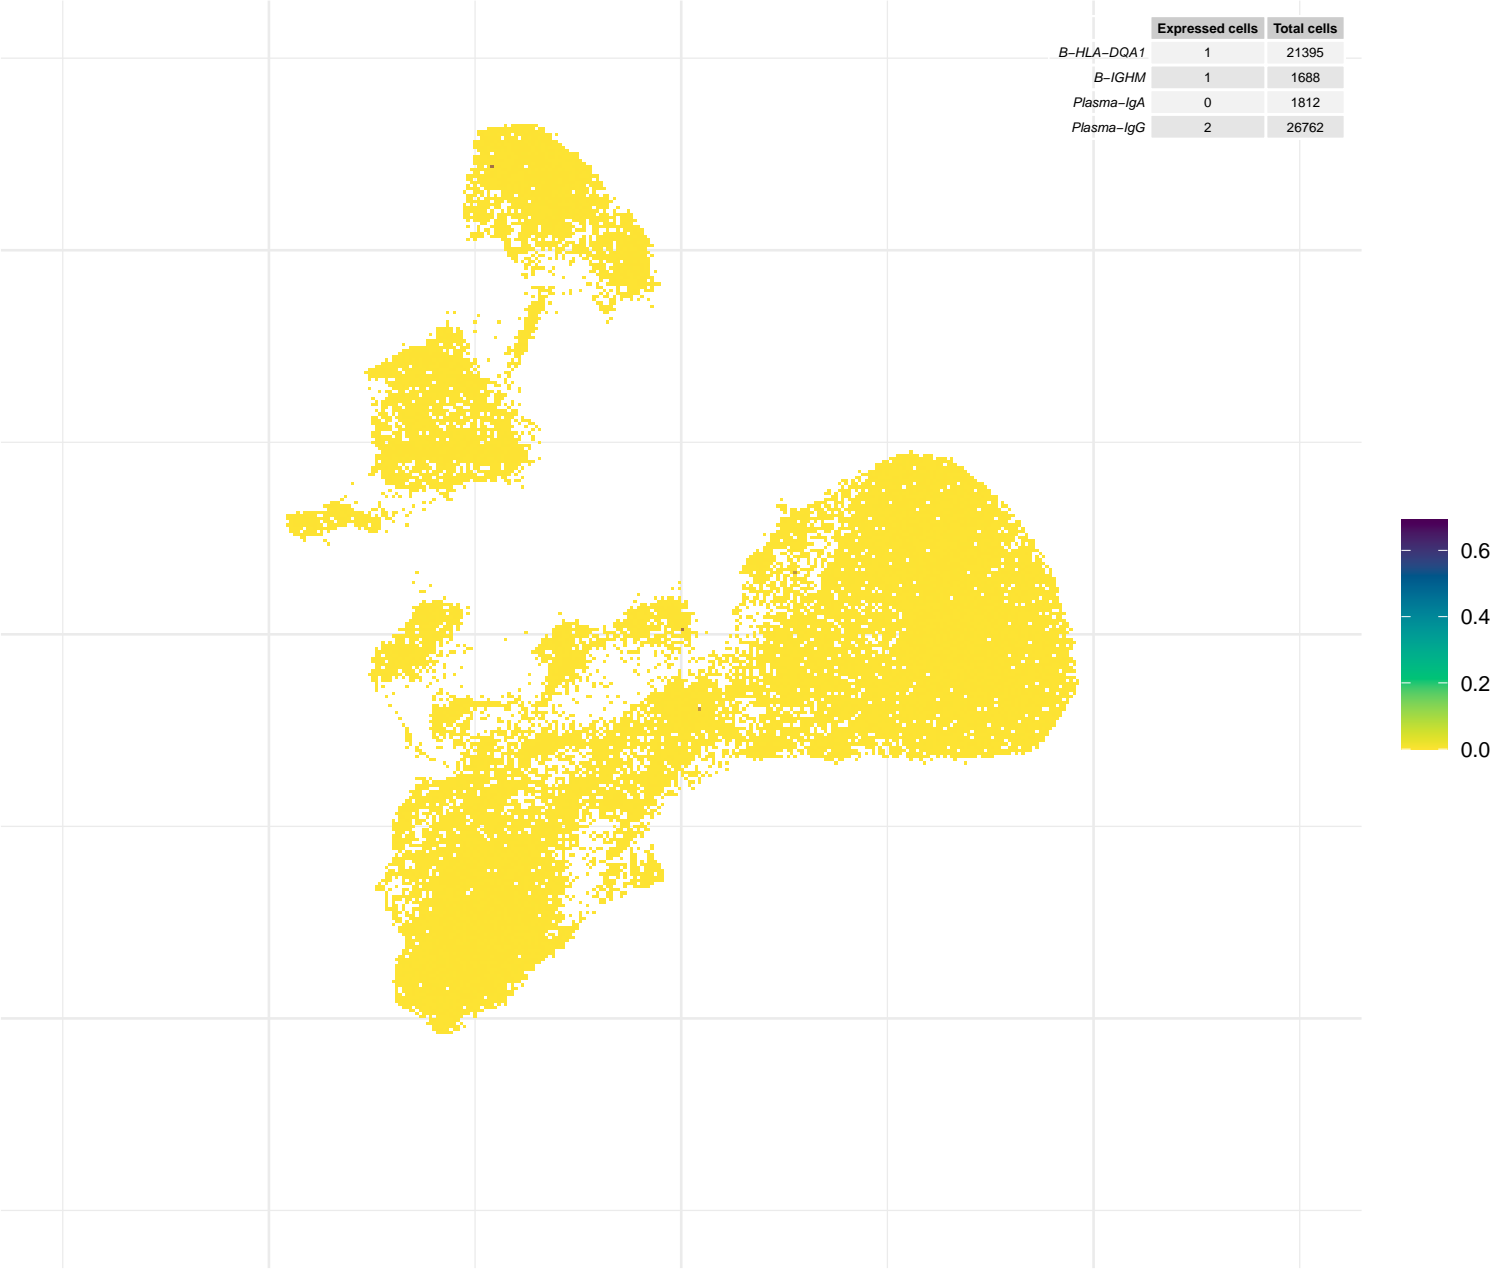 Expressed cells Total cells
B−HLA−DQA1 1 21395
B−IGHM 1 1688
Plasma−IgA 0 1812
Plasma−IgG 2 26762
0.6
0.4
0.2
0.0